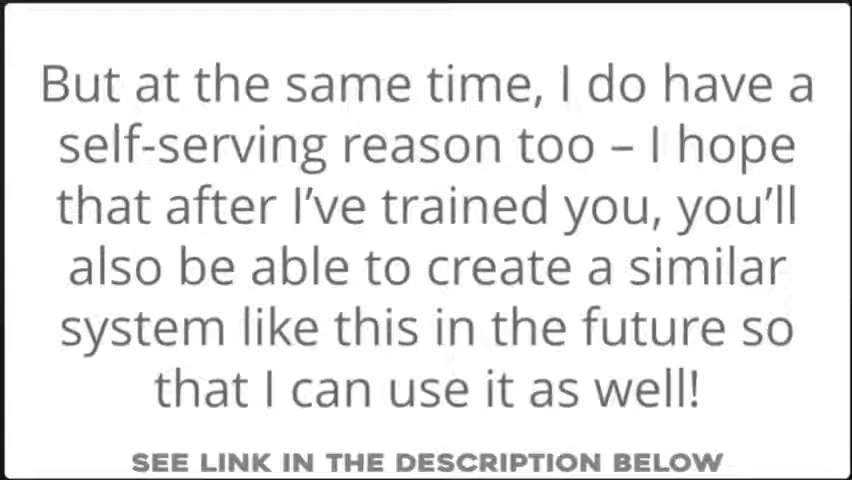 But at the same time, I do have a
self-serving reason too – I hope
that after I’ve trained you, you’ll
also be able to create a similar
system like this in the future so
that I can use it as well!
SEE LINK IN THE DESCRIPTION BELOW